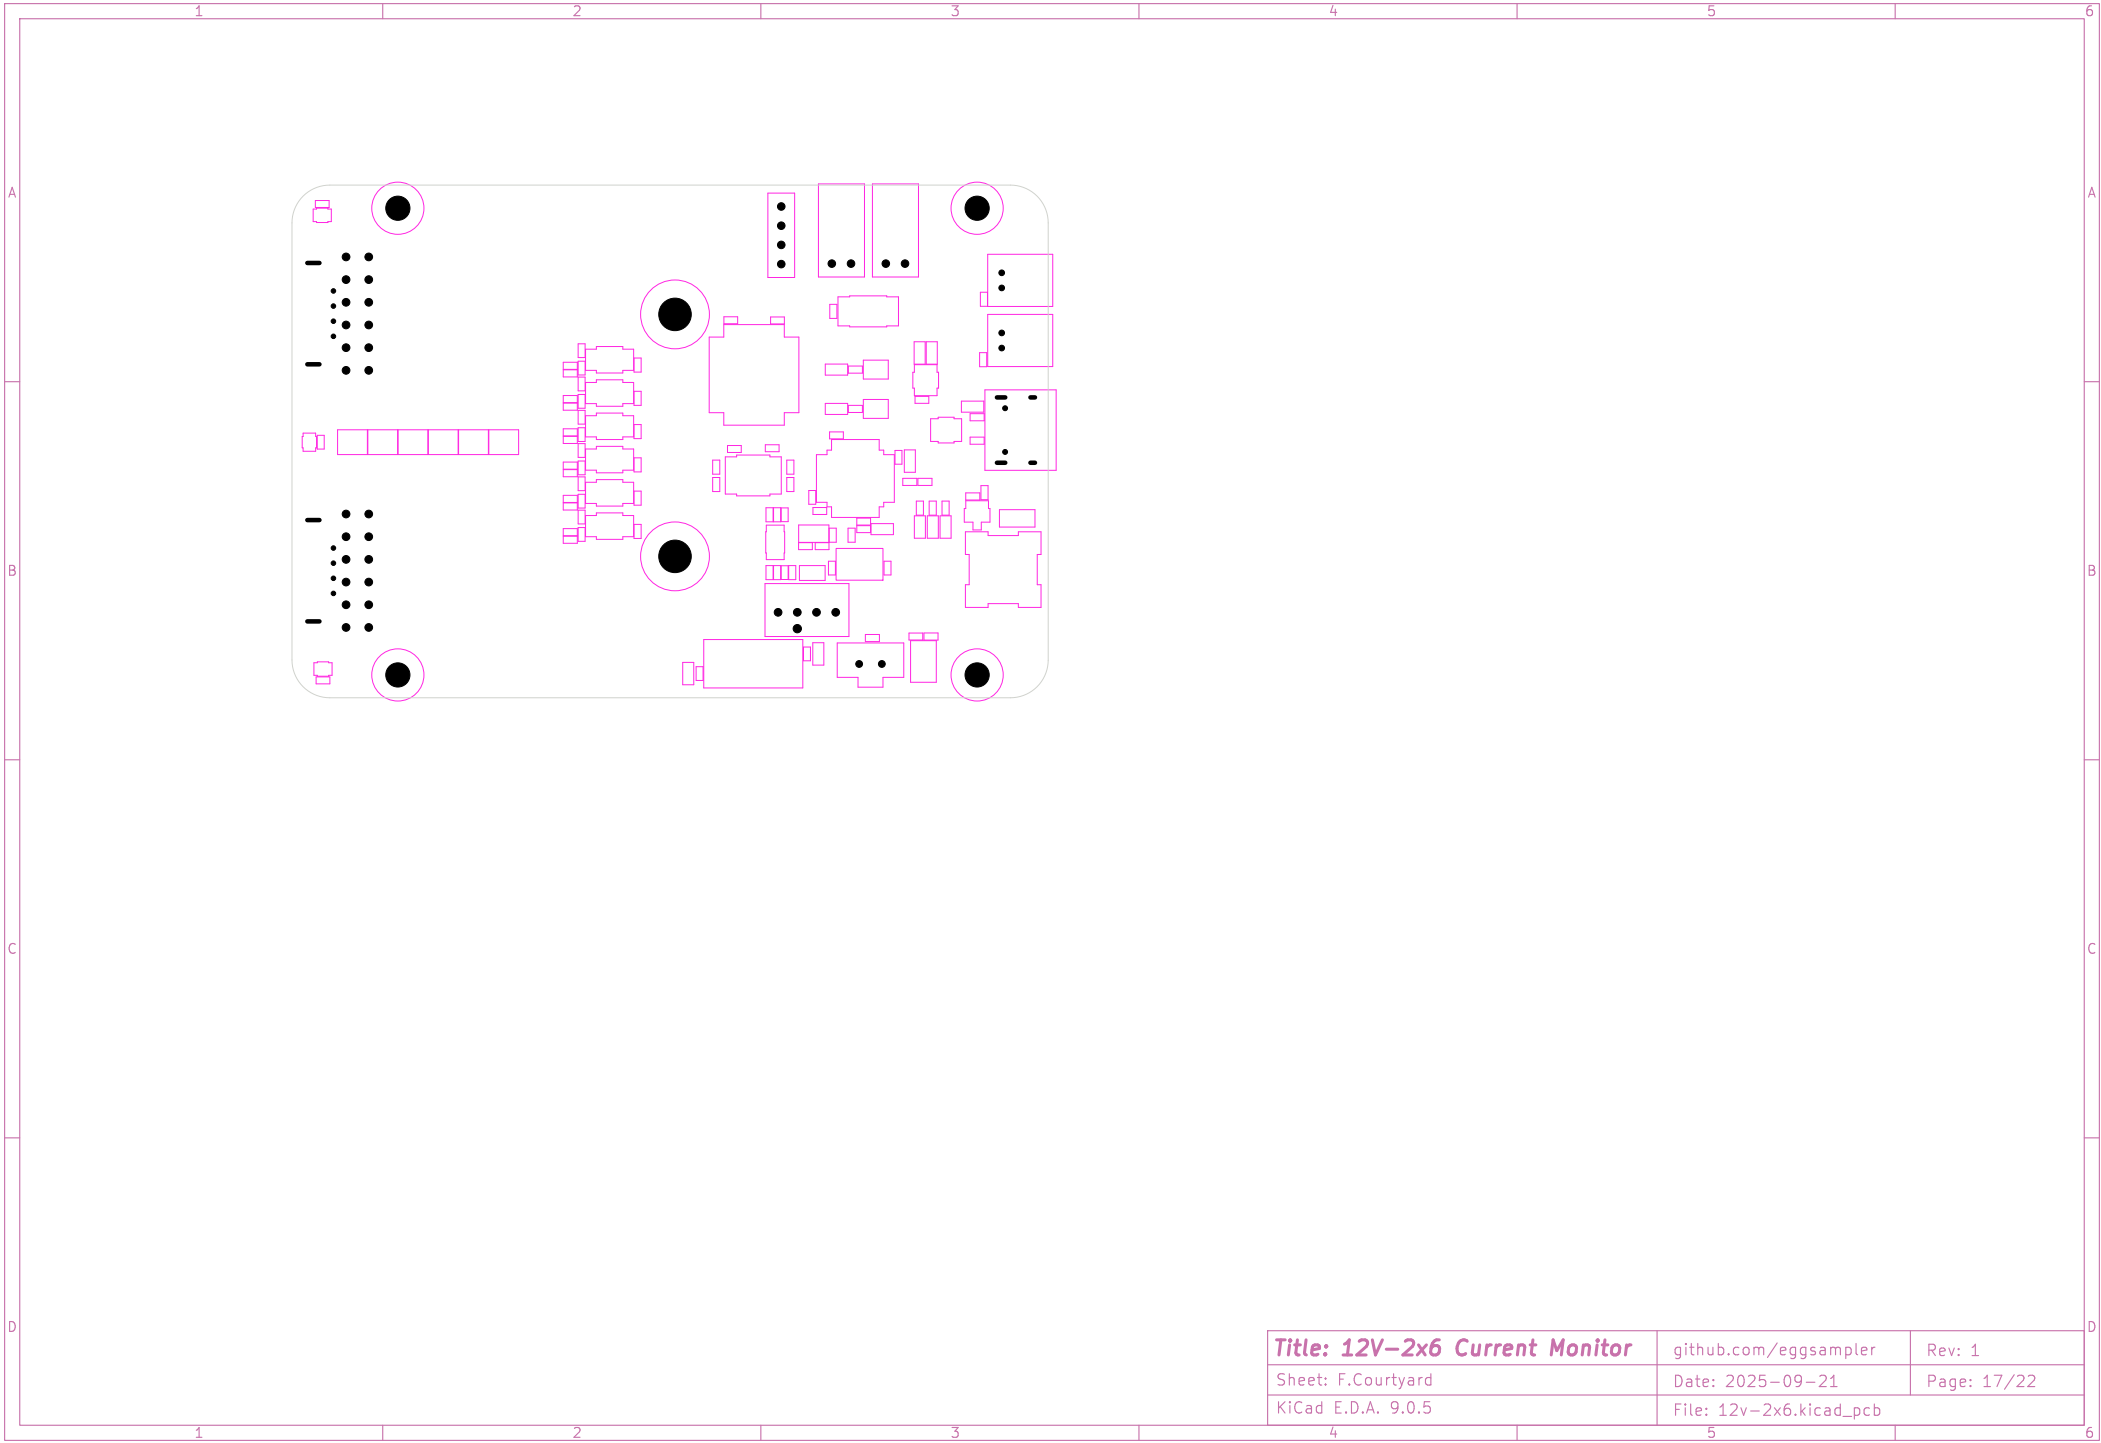 1 2 3 4 5 6
A A
B B
C C
D D
Title: 12V-2x6 Current Monitor
github.com/eggsampler
Rev: 1
Sheet: F.Courtyard
Date: 2025-09-21
Page: 17/22
KiCad E.D.A. 9.0.5
File: 12v-2x6.kicad_pcb
1 2 3 4 5 6